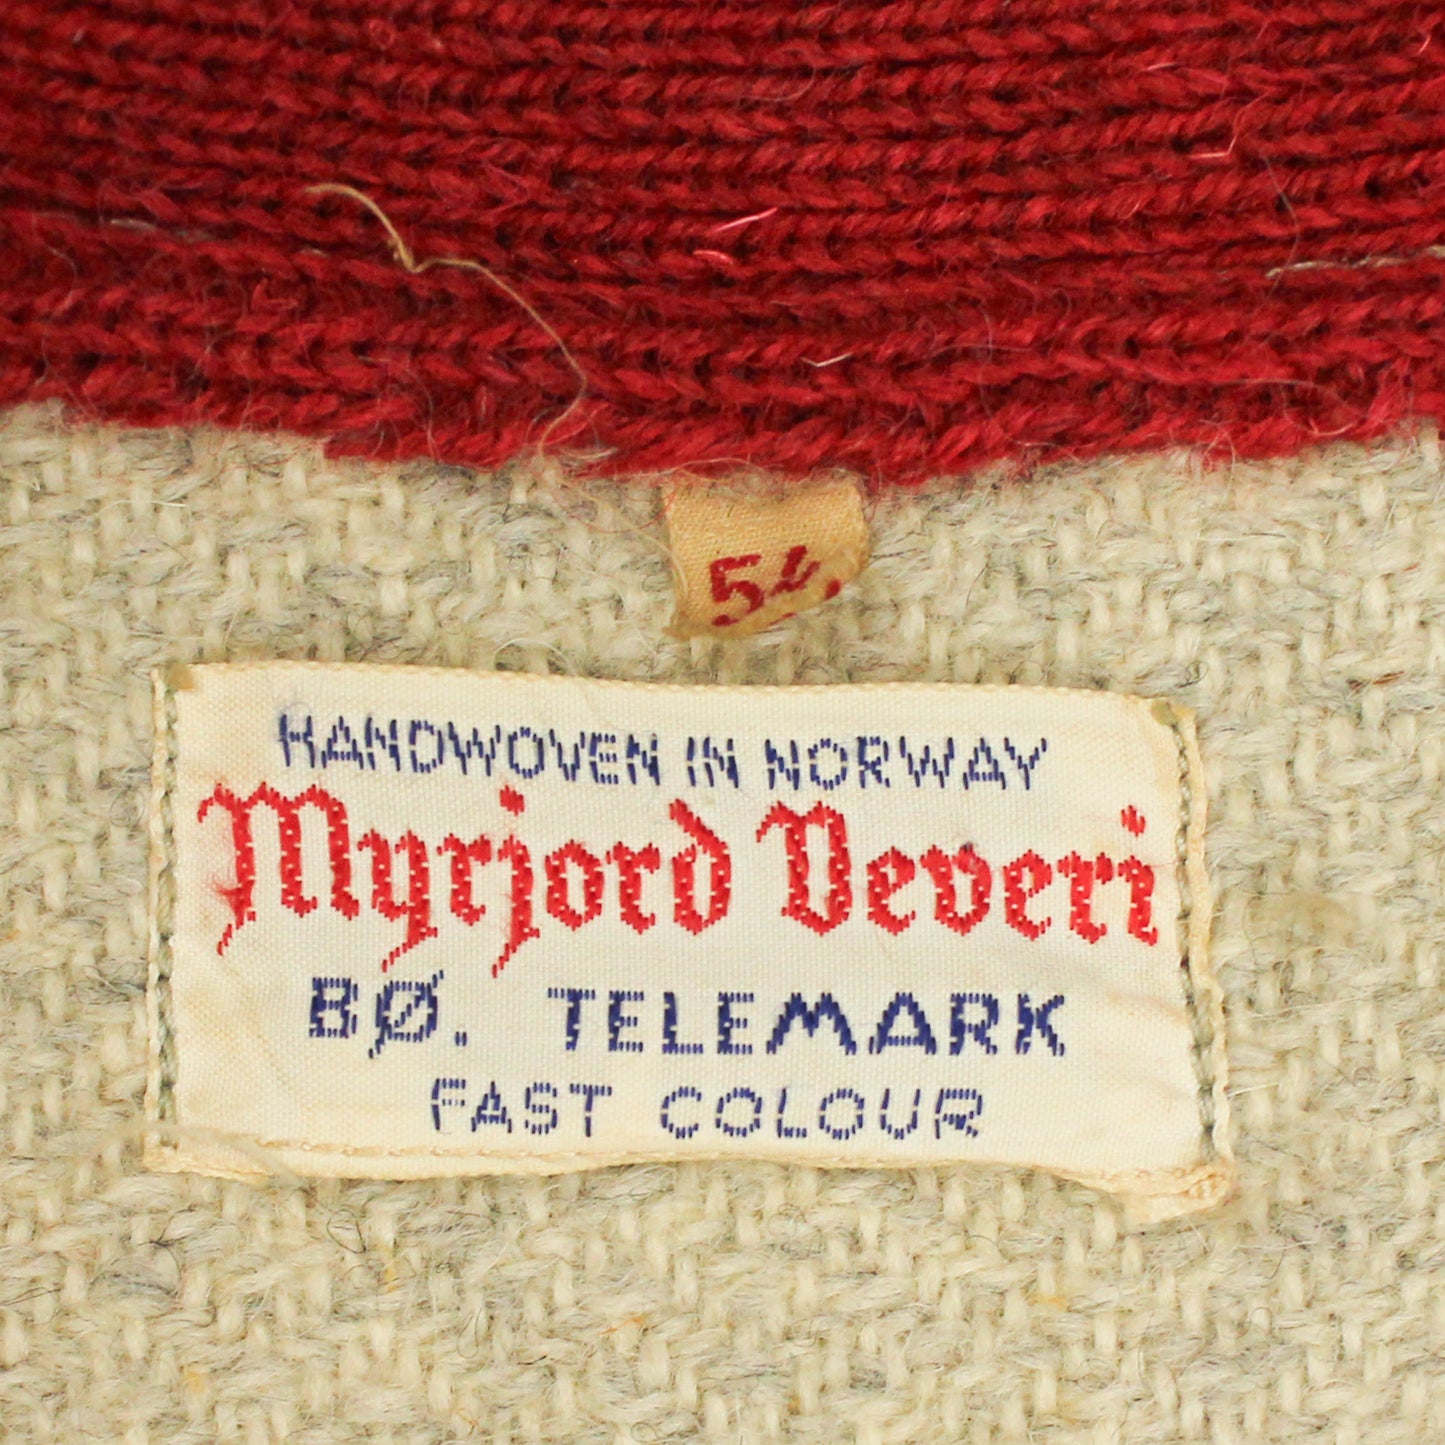 54
HANDWOVEN IN NORWAY
Myrjord Veveri
BØ. TELEMARK
FAST COLOUR